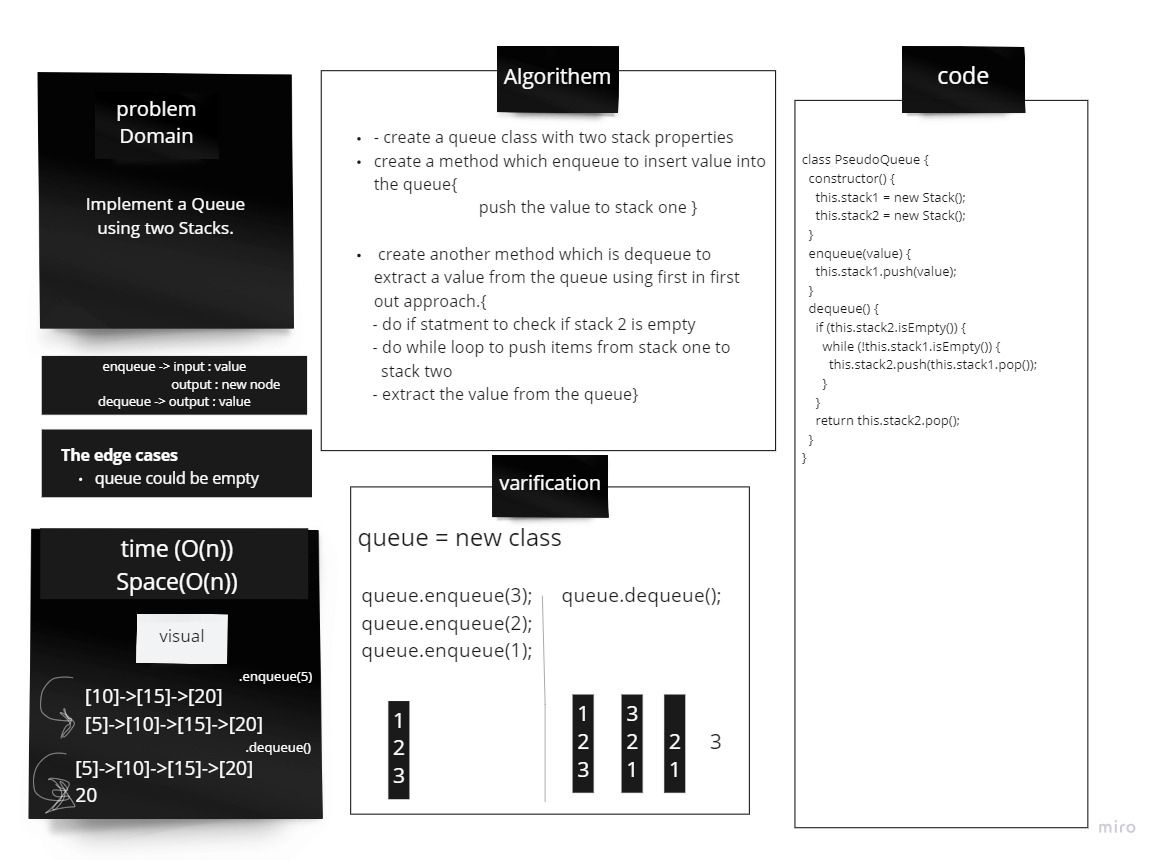 problem
Domain
Implement a Queue
using two Stacks.
enqueue -> input : value
output : new node
dequeue -> output : value
The edge cases
• queue could be empty
time (O(n))
Space(O(n))
visual
.enqueue(5)
[10]->[15]->[20]
[5]->[10]->[15]->[20]
.dequeue()
[5]->[10]->[15]->[20]
20
Algorithem
• - create a queue class with two stack properties
• create a method which enqueue to insert value into
the queue{
push the value to stack one }
• create another method which is dequeue to
extract a value from the queue using first in first
out approach.{
- do if statment to check if stack 2 is empty
- do while loop to push items from stack one to
stack two
- extract the value from the queue}
varification
queue = new class
queue.enqueue(3);
queue.enqueue(2);
queue.enqueue(1);
1
2
3
queue.dequeue();
1 3
2 2 2 3
3 1 1
code
class PseudoQueue {
constructor() {
this.stack1 = new Stack();
this.stack2 = new Stack();
}
enqueue(value) {
this.stack1.push(value);
}
dequeue() {
if (this.stack2.isEmpty()) {
while (!this.stack1.isEmpty()) {
this.stack2.push(this.stack1.pop());
}
}
return this.stack2.pop();
}
}
miro